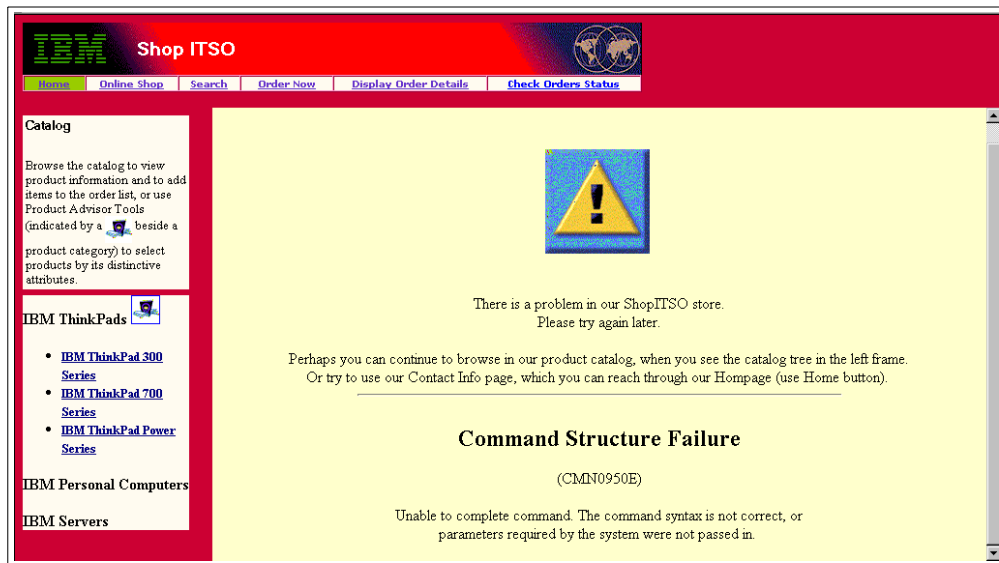 IBM Shop ITSO
Home Online Shop Search Order Now Display Order Details Check Orders Status
Catalog
Browse the catalog to view
product information and to add
items to the order list, or use
Product Advisor Tools
(indicated by a beside a
product category) to select
products by its distinctive
attributes.
IBM ThinkPads
IBM ThinkPad 300
Series
IBM ThinkPad 700
Series
IBM ThinkPad Power
Series
IBM Personal Computers
IBM Servers
There is a problem in our ShopITSO store.
Please try again later.
Perhaps you can continue to browse in our product catalog, when you see the catalog tree in the left frame.
Or try to use our Contact Info page, which you can reach through our Hompage (use Home button).
Command Structure Failure
(CMN0950E)
Unable to complete command. The command syntax is not correct, or
parameters required by the system were not passed in.